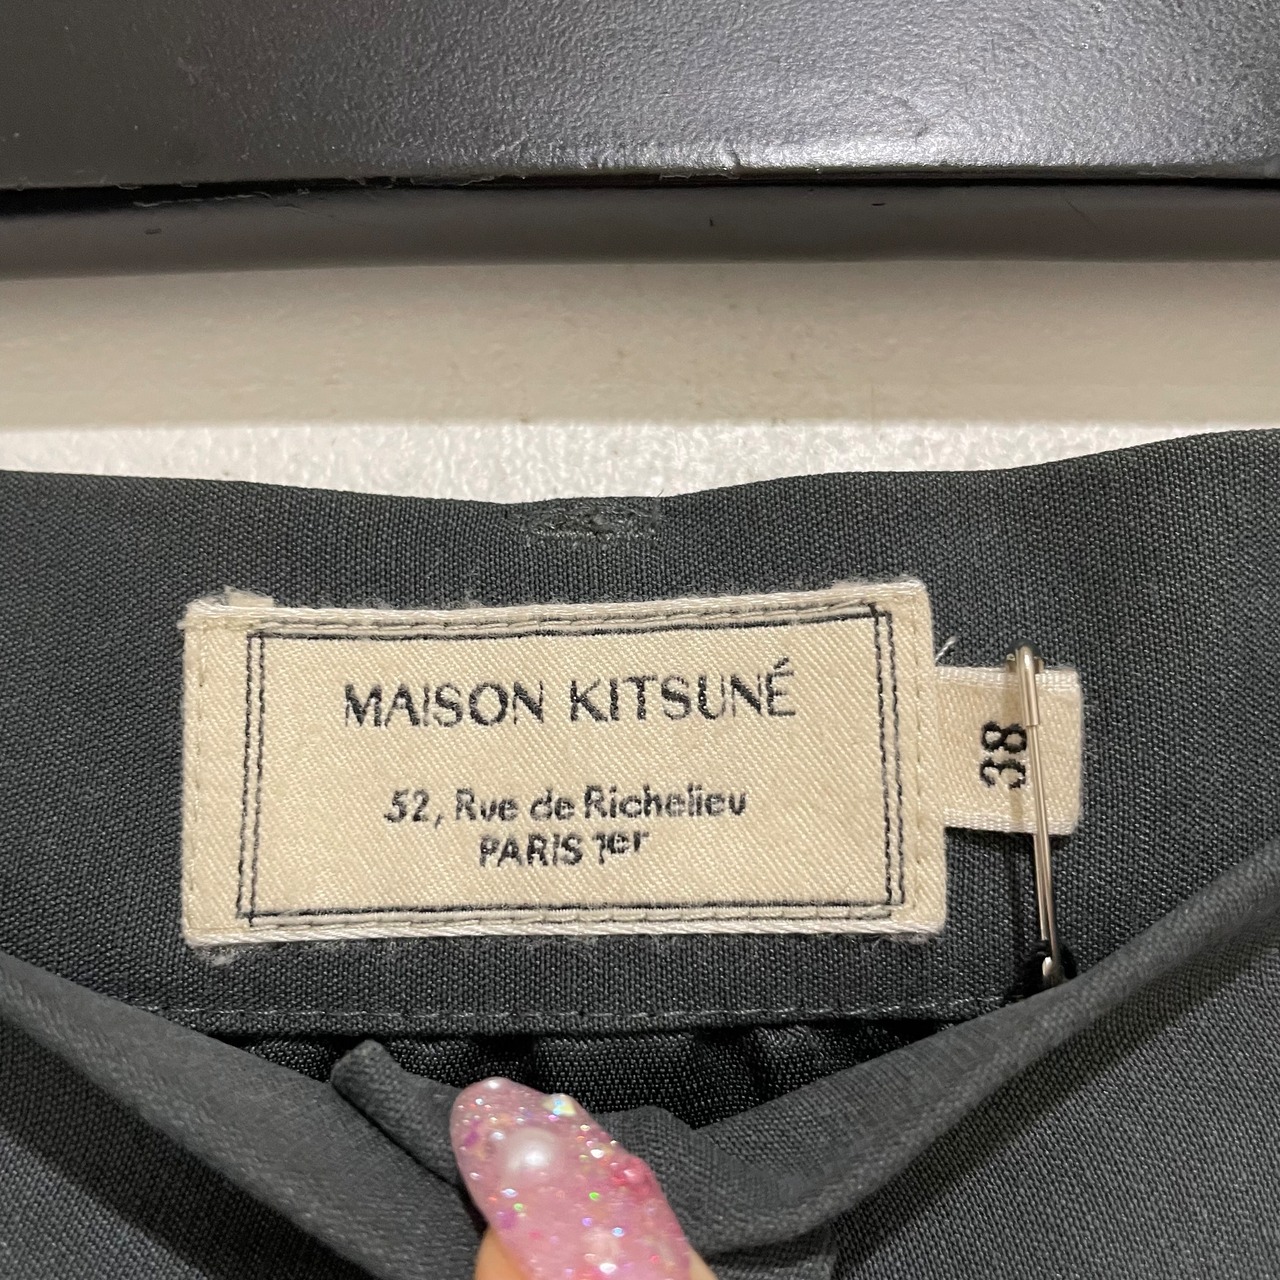 MAISON KITSUNÉ
52, Rue de Richelieu
PARIS 1er
38